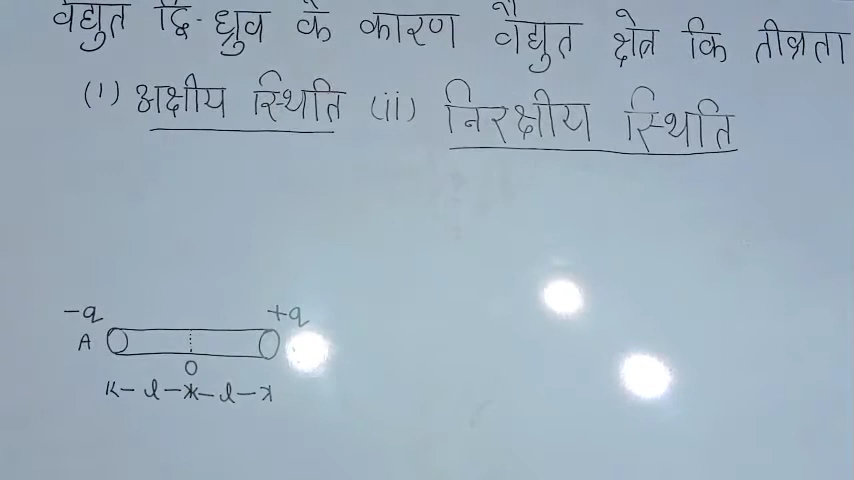 वैद्युत द्वि-ध्रुव के कारण वैद्युत क्षेत्र कि तीव्रता
(i) अक्षीय स्थिति (ii) निरक्षीय स्थिति
-q +q
A
O
l l